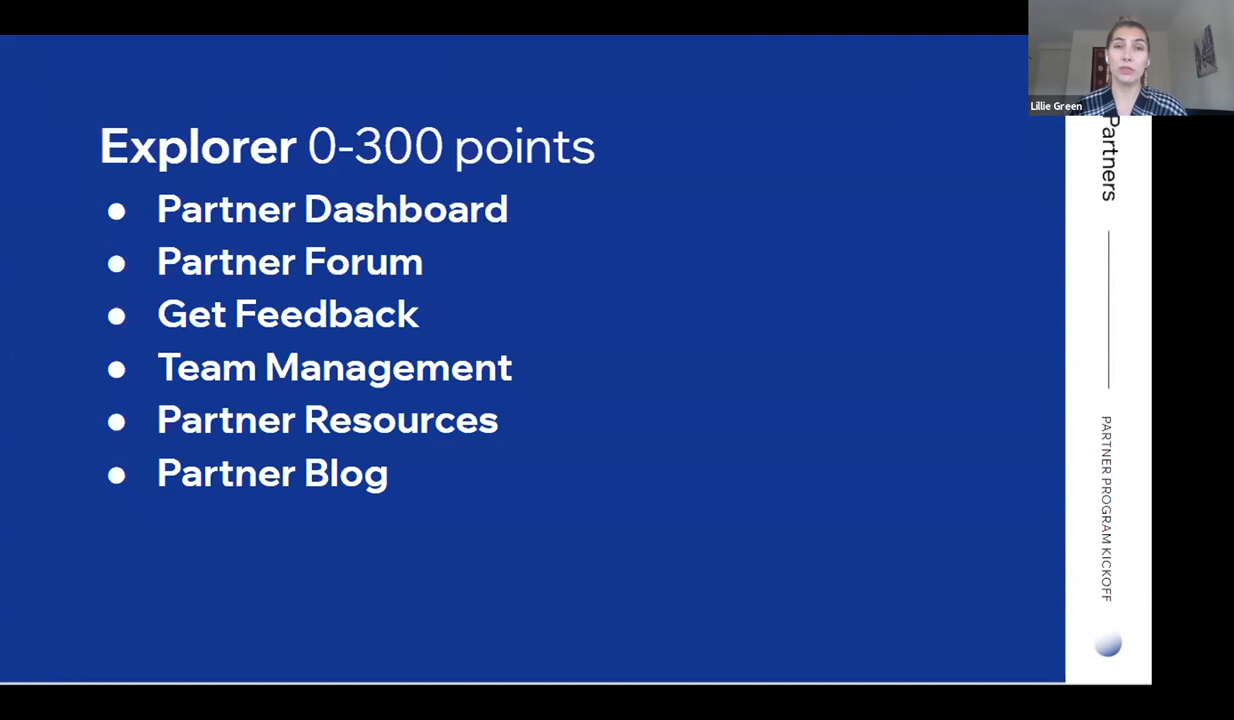 Explorer 0-300 points
● Partner Dashboard
● Partner Forum
● Get Feedback
● Team Management
● Partner Resources
● Partner Blog
Lillie Green
Partners
PARTNER PROGRAM KICKOFF